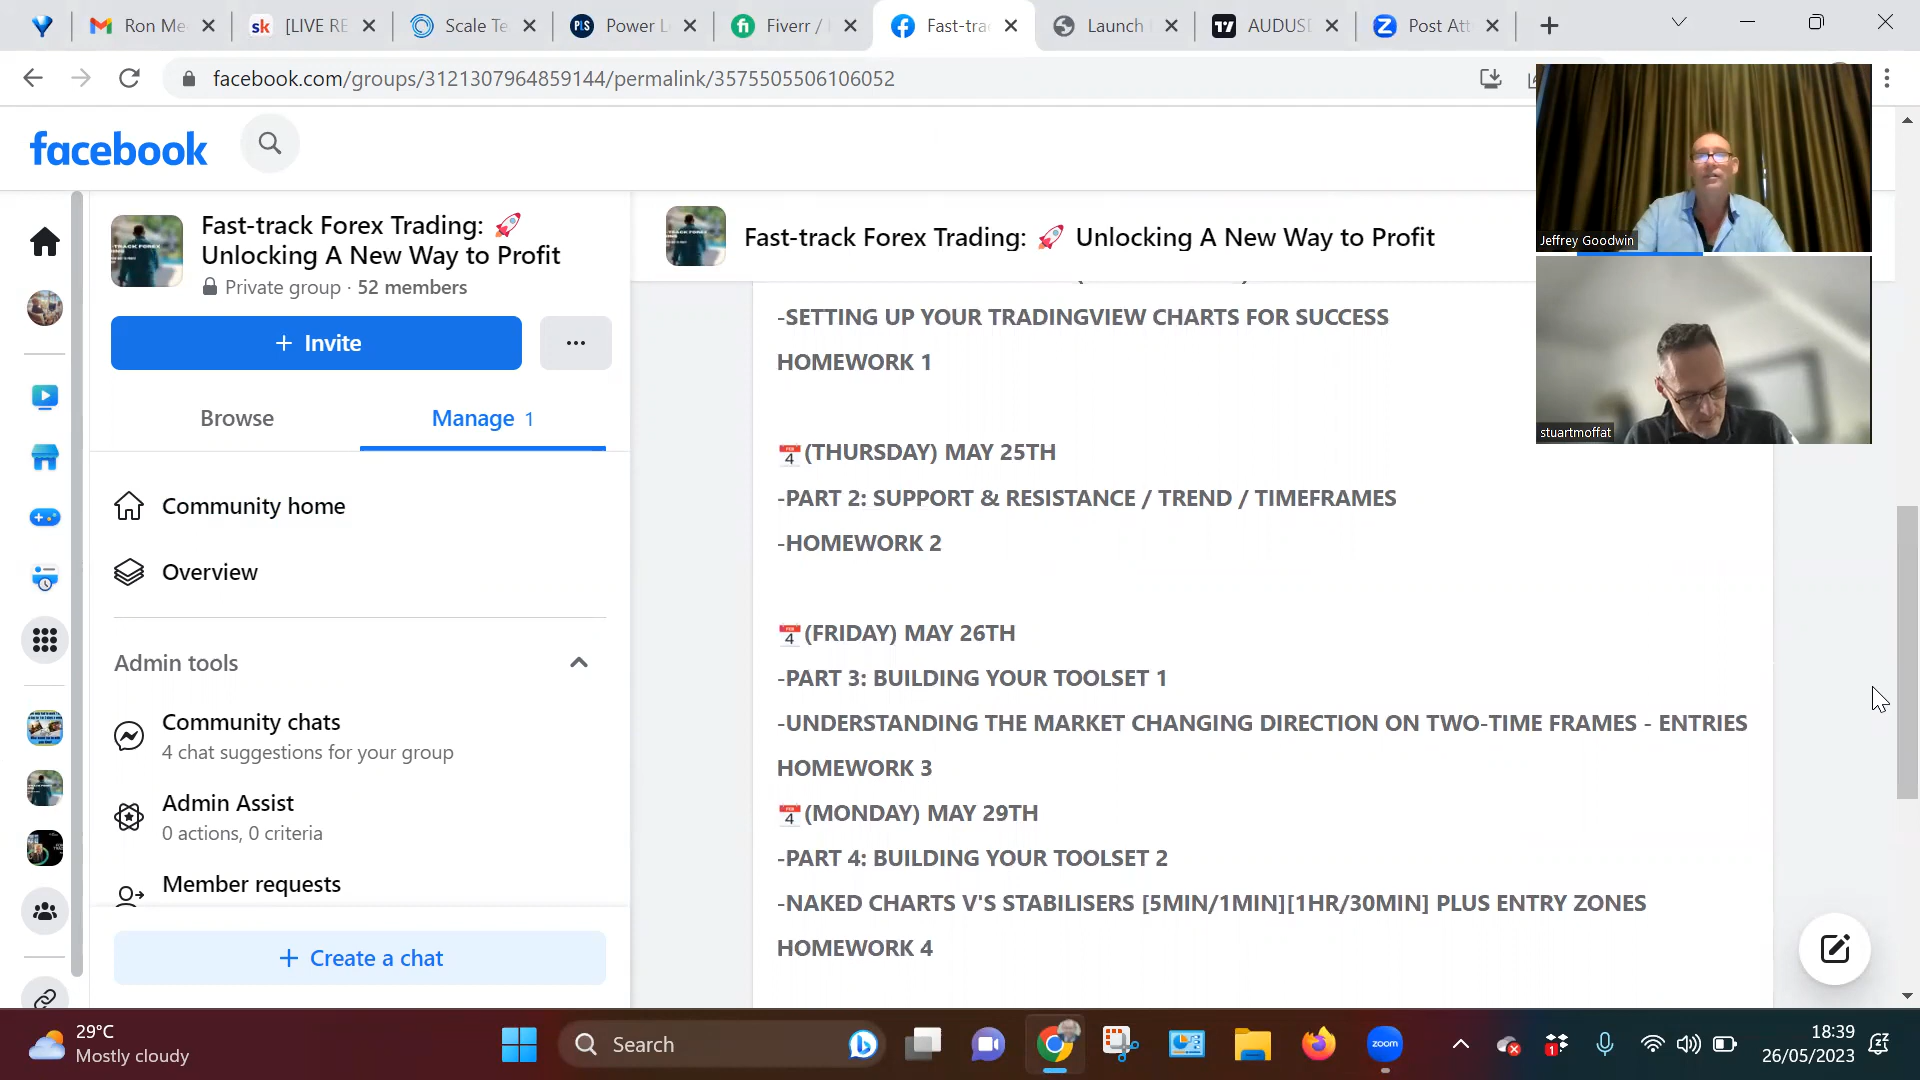 Ron Me
[LIVE RE
Scale Te
Power L
Fiverr /
Fast-tra
Launch
AUDUS
Post Att
facebook.com/groups/3121307964859144/permalink/3575505506106052
facebook
Fast-track Forex Trading: 🚀
Unlocking A New Way to Profit
Private group · 52 members
+ Invite
Browse
Manage 1
Community home
Overview
Admin tools
Community chats
4 chat suggestions for your group
Admin Assist
0 actions, 0 criteria
Member requests
+ Create a chat
Fast-track Forex Trading: 🚀 Unlocking A New Way to Profit
-SETTING UP YOUR TRADINGVIEW CHARTS FOR SUCCESS
HOMEWORK 1
📅(THURSDAY) MAY 25TH
-PART 2: SUPPORT & RESISTANCE / TREND / TIMEFRAMES
-HOMEWORK 2
📅(FRIDAY) MAY 26TH
-PART 3: BUILDING YOUR TOOLSET 1
-UNDERSTANDING THE MARKET CHANGING DIRECTION ON TWO-TIME FRAMES - ENTRIES
HOMEWORK 3
📅(MONDAY) MAY 29TH
-PART 4: BUILDING YOUR TOOLSET 2
-NAKED CHARTS V'S STABILISERS [5MIN/1MIN][1HR/30MIN] PLUS ENTRY ZONES
HOMEWORK 4
Jeffrey Goodwin
stuartmoffat
29°C
Mostly cloudy
Search
zoom
18:39
26/05/2023